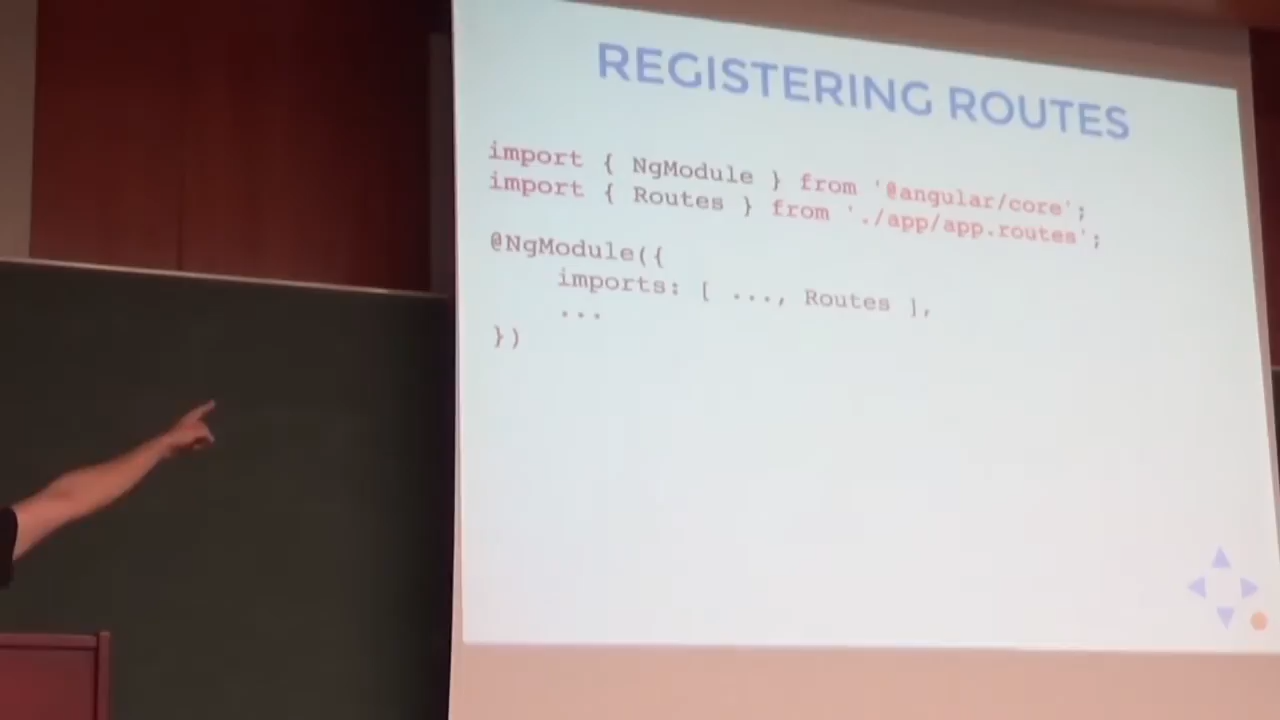 REGISTERING ROUTES
import { NgModule } from '@angular/core';
import { Routes } from './app/app.routes';
@NgModule({
imports: [ ..., Routes ],
...
})